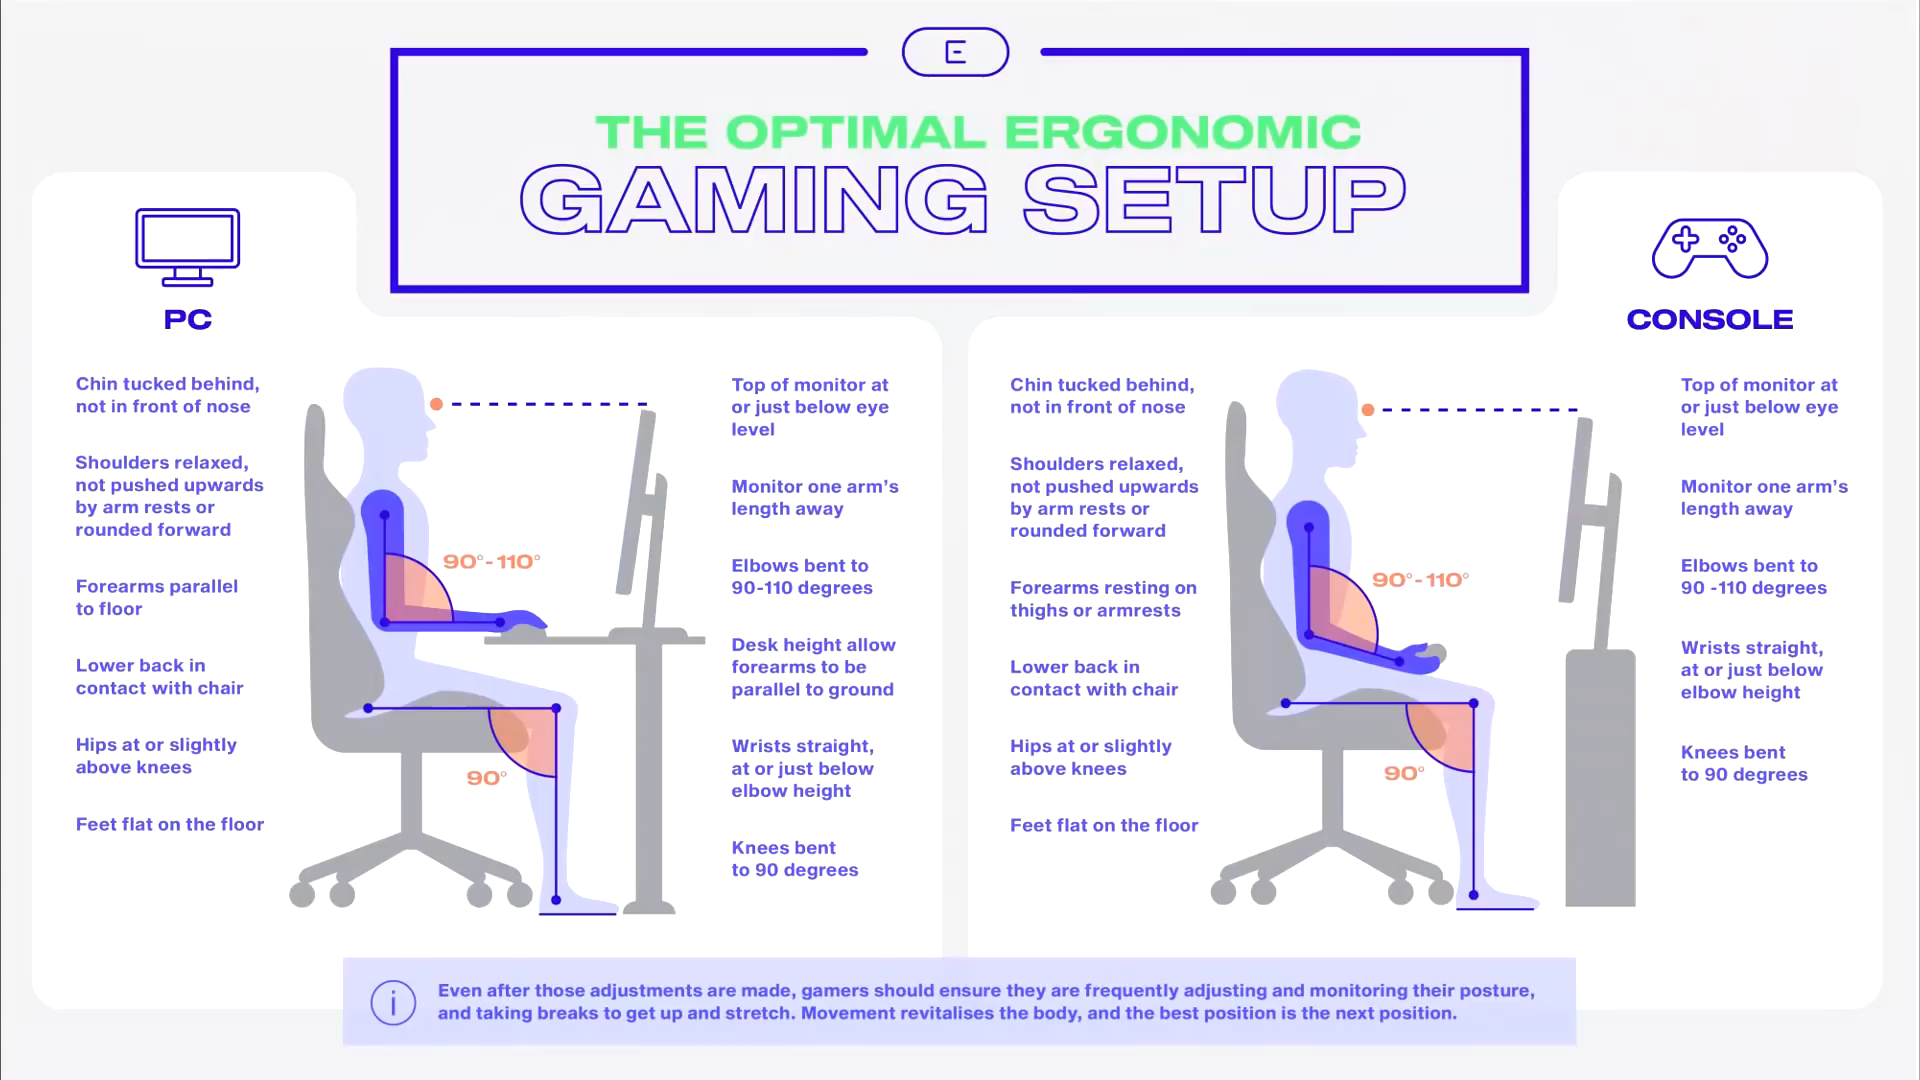 E
THE OPTIMAL ERGONOMIC
GAMING SETUP
PC
Chin tucked behind,
not in front of nose
Shoulders relaxed,
not pushed upwards
by arm rests or
rounded forward
Forearms parallel
to floor
Lower back in
contact with chair
Hips at or slightly
above knees
Feet flat on the floor
90°-110°
90°
Top of monitor at
or just below eye
level
Monitor one arm's
length away
Elbows bent to
90-110 degrees
Desk height allow
forearms to be
parallel to ground
Wrists straight,
at or just below
elbow height
Knees bent
to 90 degrees
CONSOLE
Chin tucked behind,
not in front of nose
Shoulders relaxed,
not pushed upwards
by arm rests or
rounded forward
Forearms resting on
thighs or armrests
Lower back in
contact with chair
Hips at or slightly
above knees
Feet flat on the floor
90°-110°
90°
Top of monitor at
or just below eye
level
Monitor one arm's
length away
Elbows bent to
90 -110 degrees
Wrists straight,
at or just below
elbow height
Knees bent
to 90 degrees
i
Even after those adjustments are made, gamers should ensure they are frequently adjusting and monitoring their posture,
and taking breaks to get up and stretch. Movement revitalises the body, and the best position is the next position.